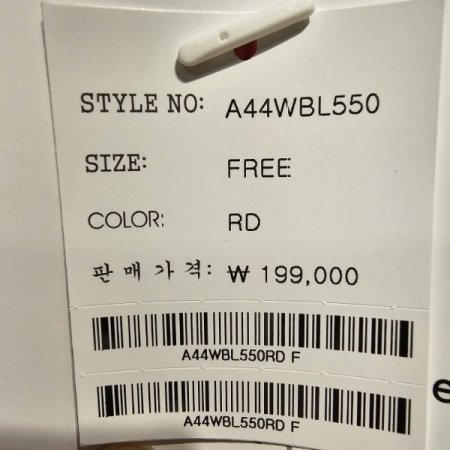 STYLE NO: A44WBL550
SIZE: FREE
COLOR: RD
판매가격: ₩ 199,000
A44WBL550RD F
A44WBL550RD F
e